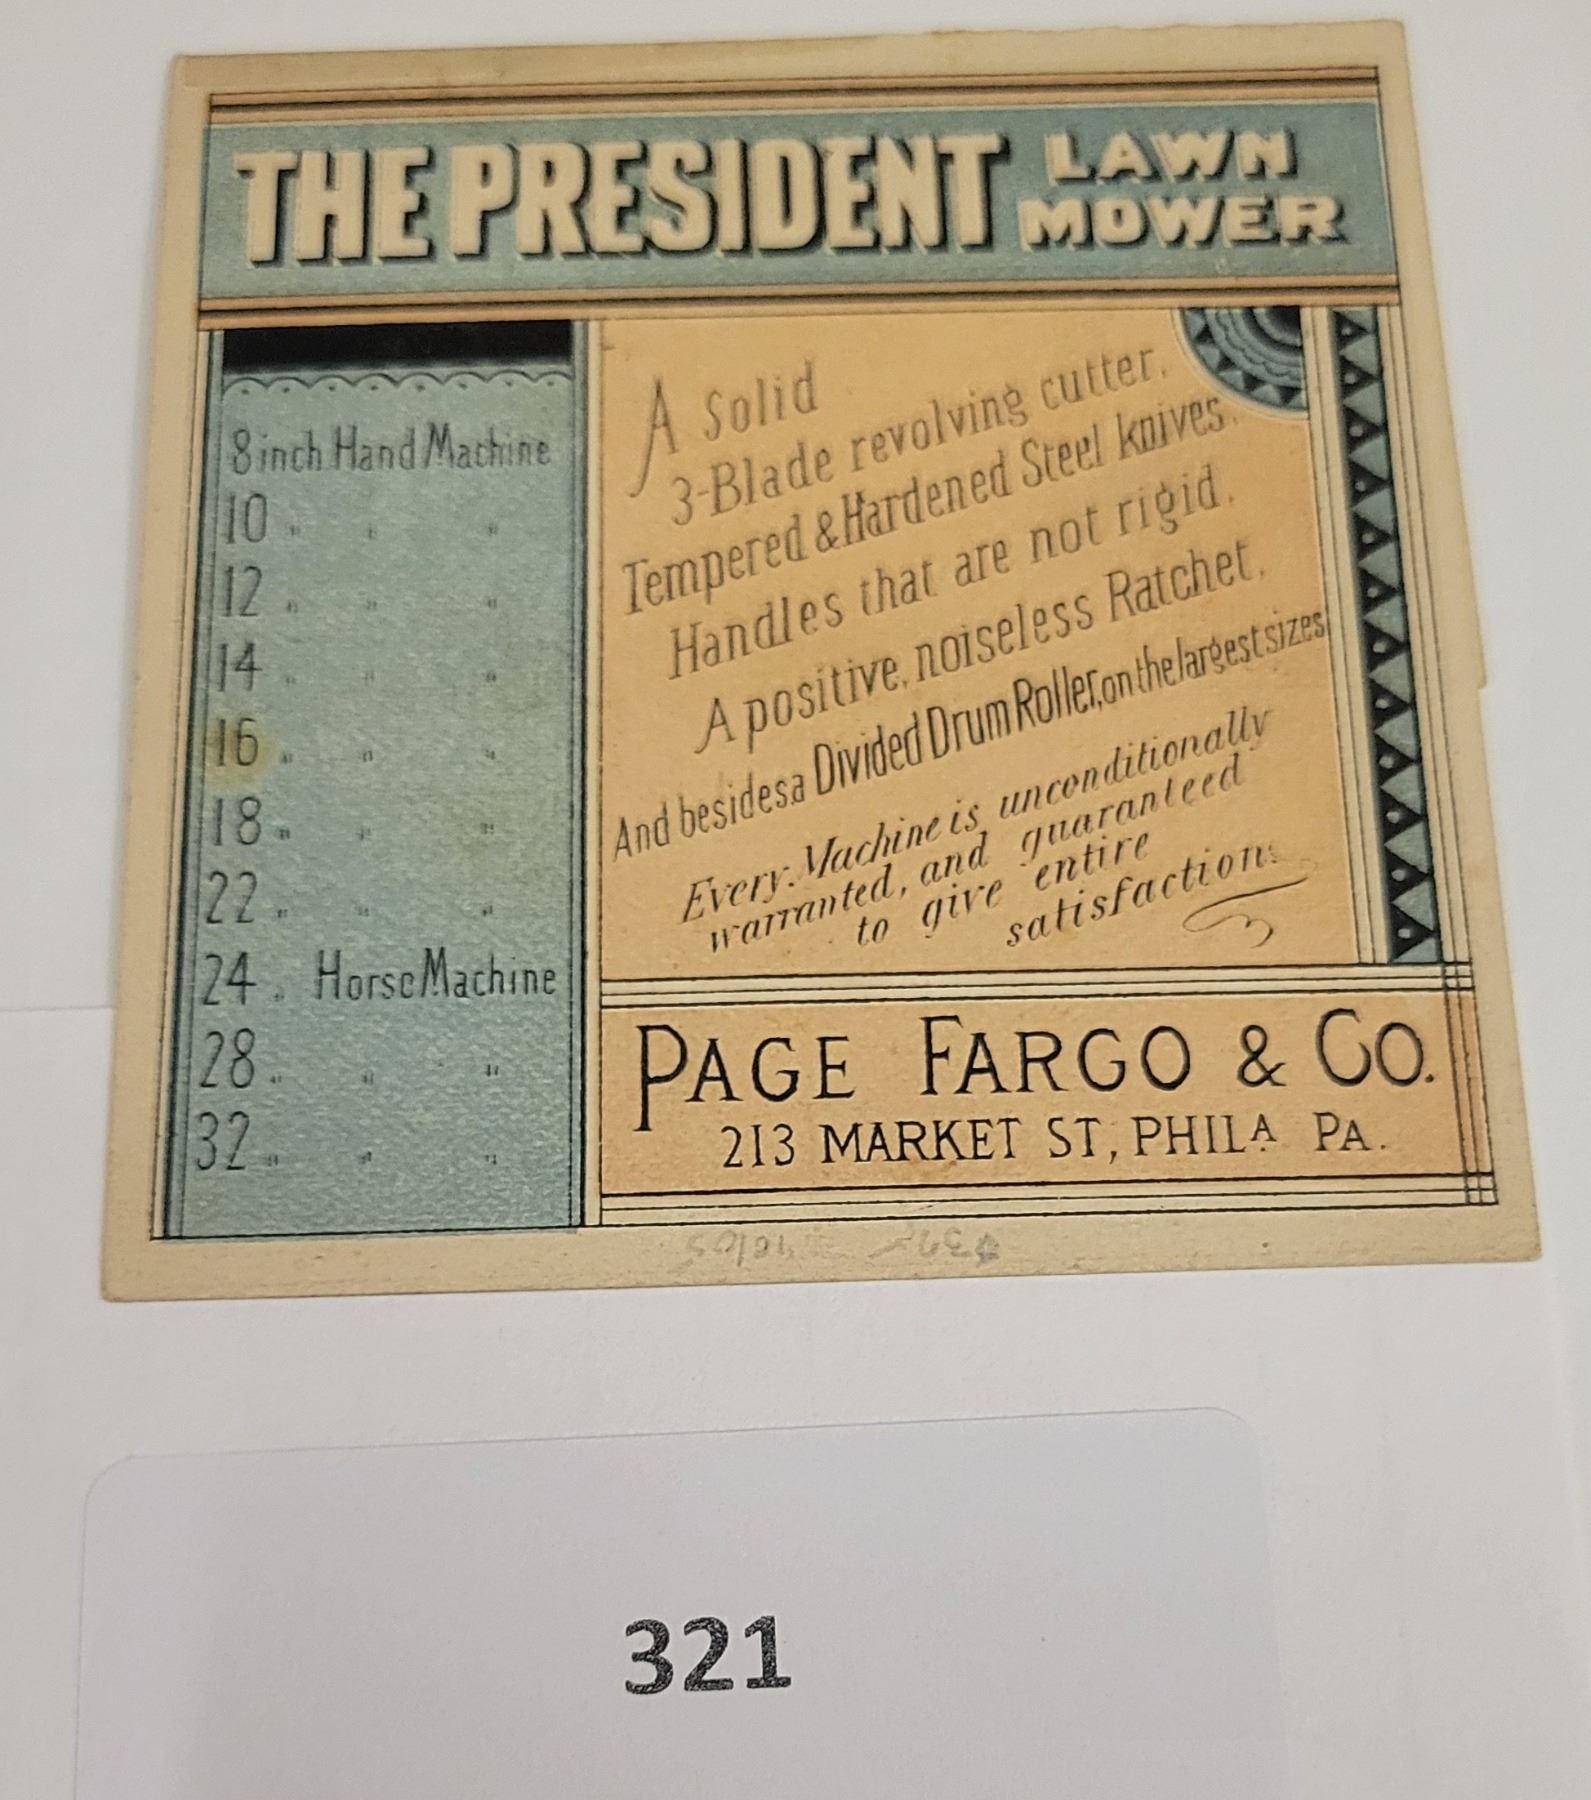 THE PRESIDENT LAWN MOWER
8 inch Hand Machine
10 " " "
12 " " "
14 " " "
16 " " "
18 " " "
22 " " "
24 " Horse Machine
28 " " "
32 " " "
A Solid
3-Blade revolving cutter.
Tempered & Hardened Steel knives.
Handles that are not rigid.
A positive, noiseless Ratchet,
And besides a Divided Drum Roller, on the largest sizes
Every Machine is unconditionally
warranted, and guaranteed
to give entire
satisfaction.
PAGE FARGO & CO.
213 MARKET ST, PHILA PA.
321